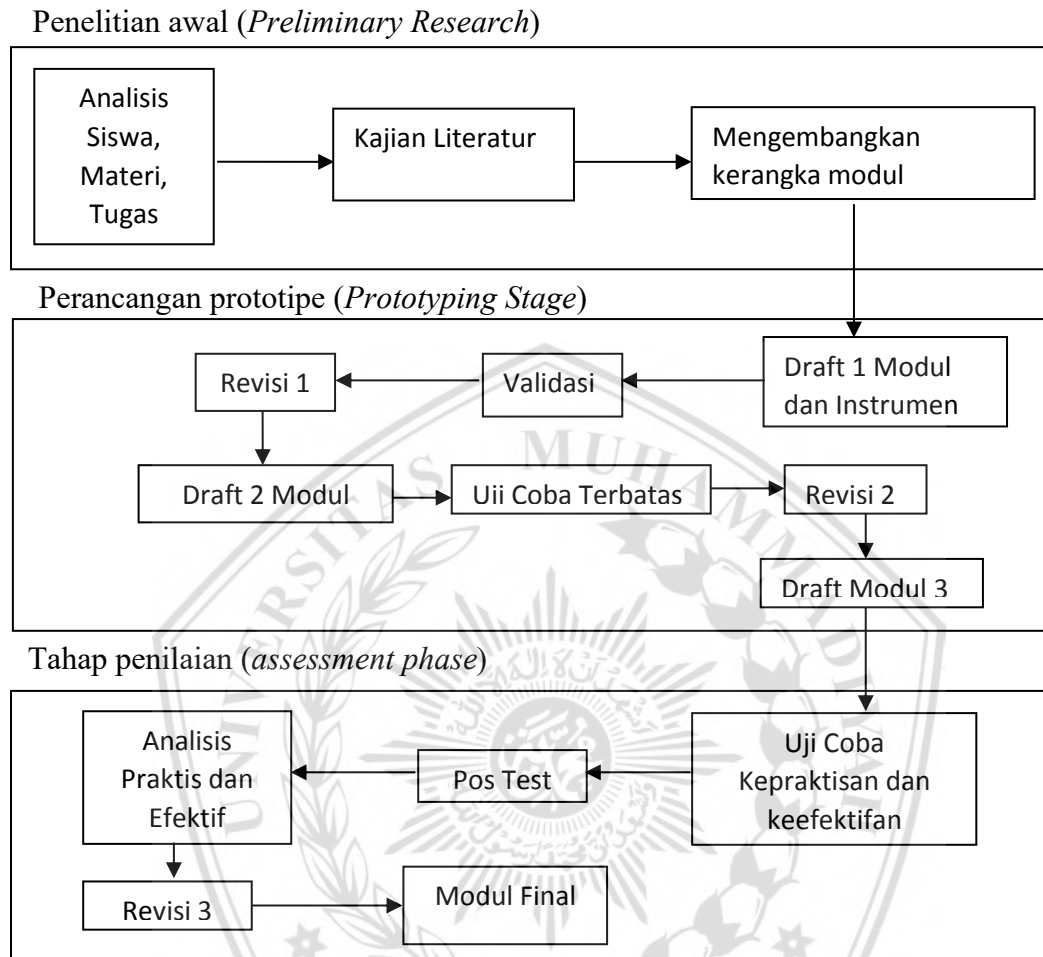 Penelitian awal (Preliminary Research)
Analisis
Siswa,
Materi,
Tugas
Kajian Literatur
Mengembangkan
kerangka modul
Perancangan prototipe (Prototyping Stage)
Draft 1 Modul
dan Instrumen
Validasi
Revisi 1
Draft 2 Modul
Uii Coba Terbatas
Revisi 2
Draft Modul 3
Tahap penilaian (assessment phase)
Uji Coba
Kepraktisan dan
keefektifan
Pos Test
Analisis
Praktis dan
Efektif
Revisi 3
Modul Final
UNIVERSITAS MUHAMMADIYAH